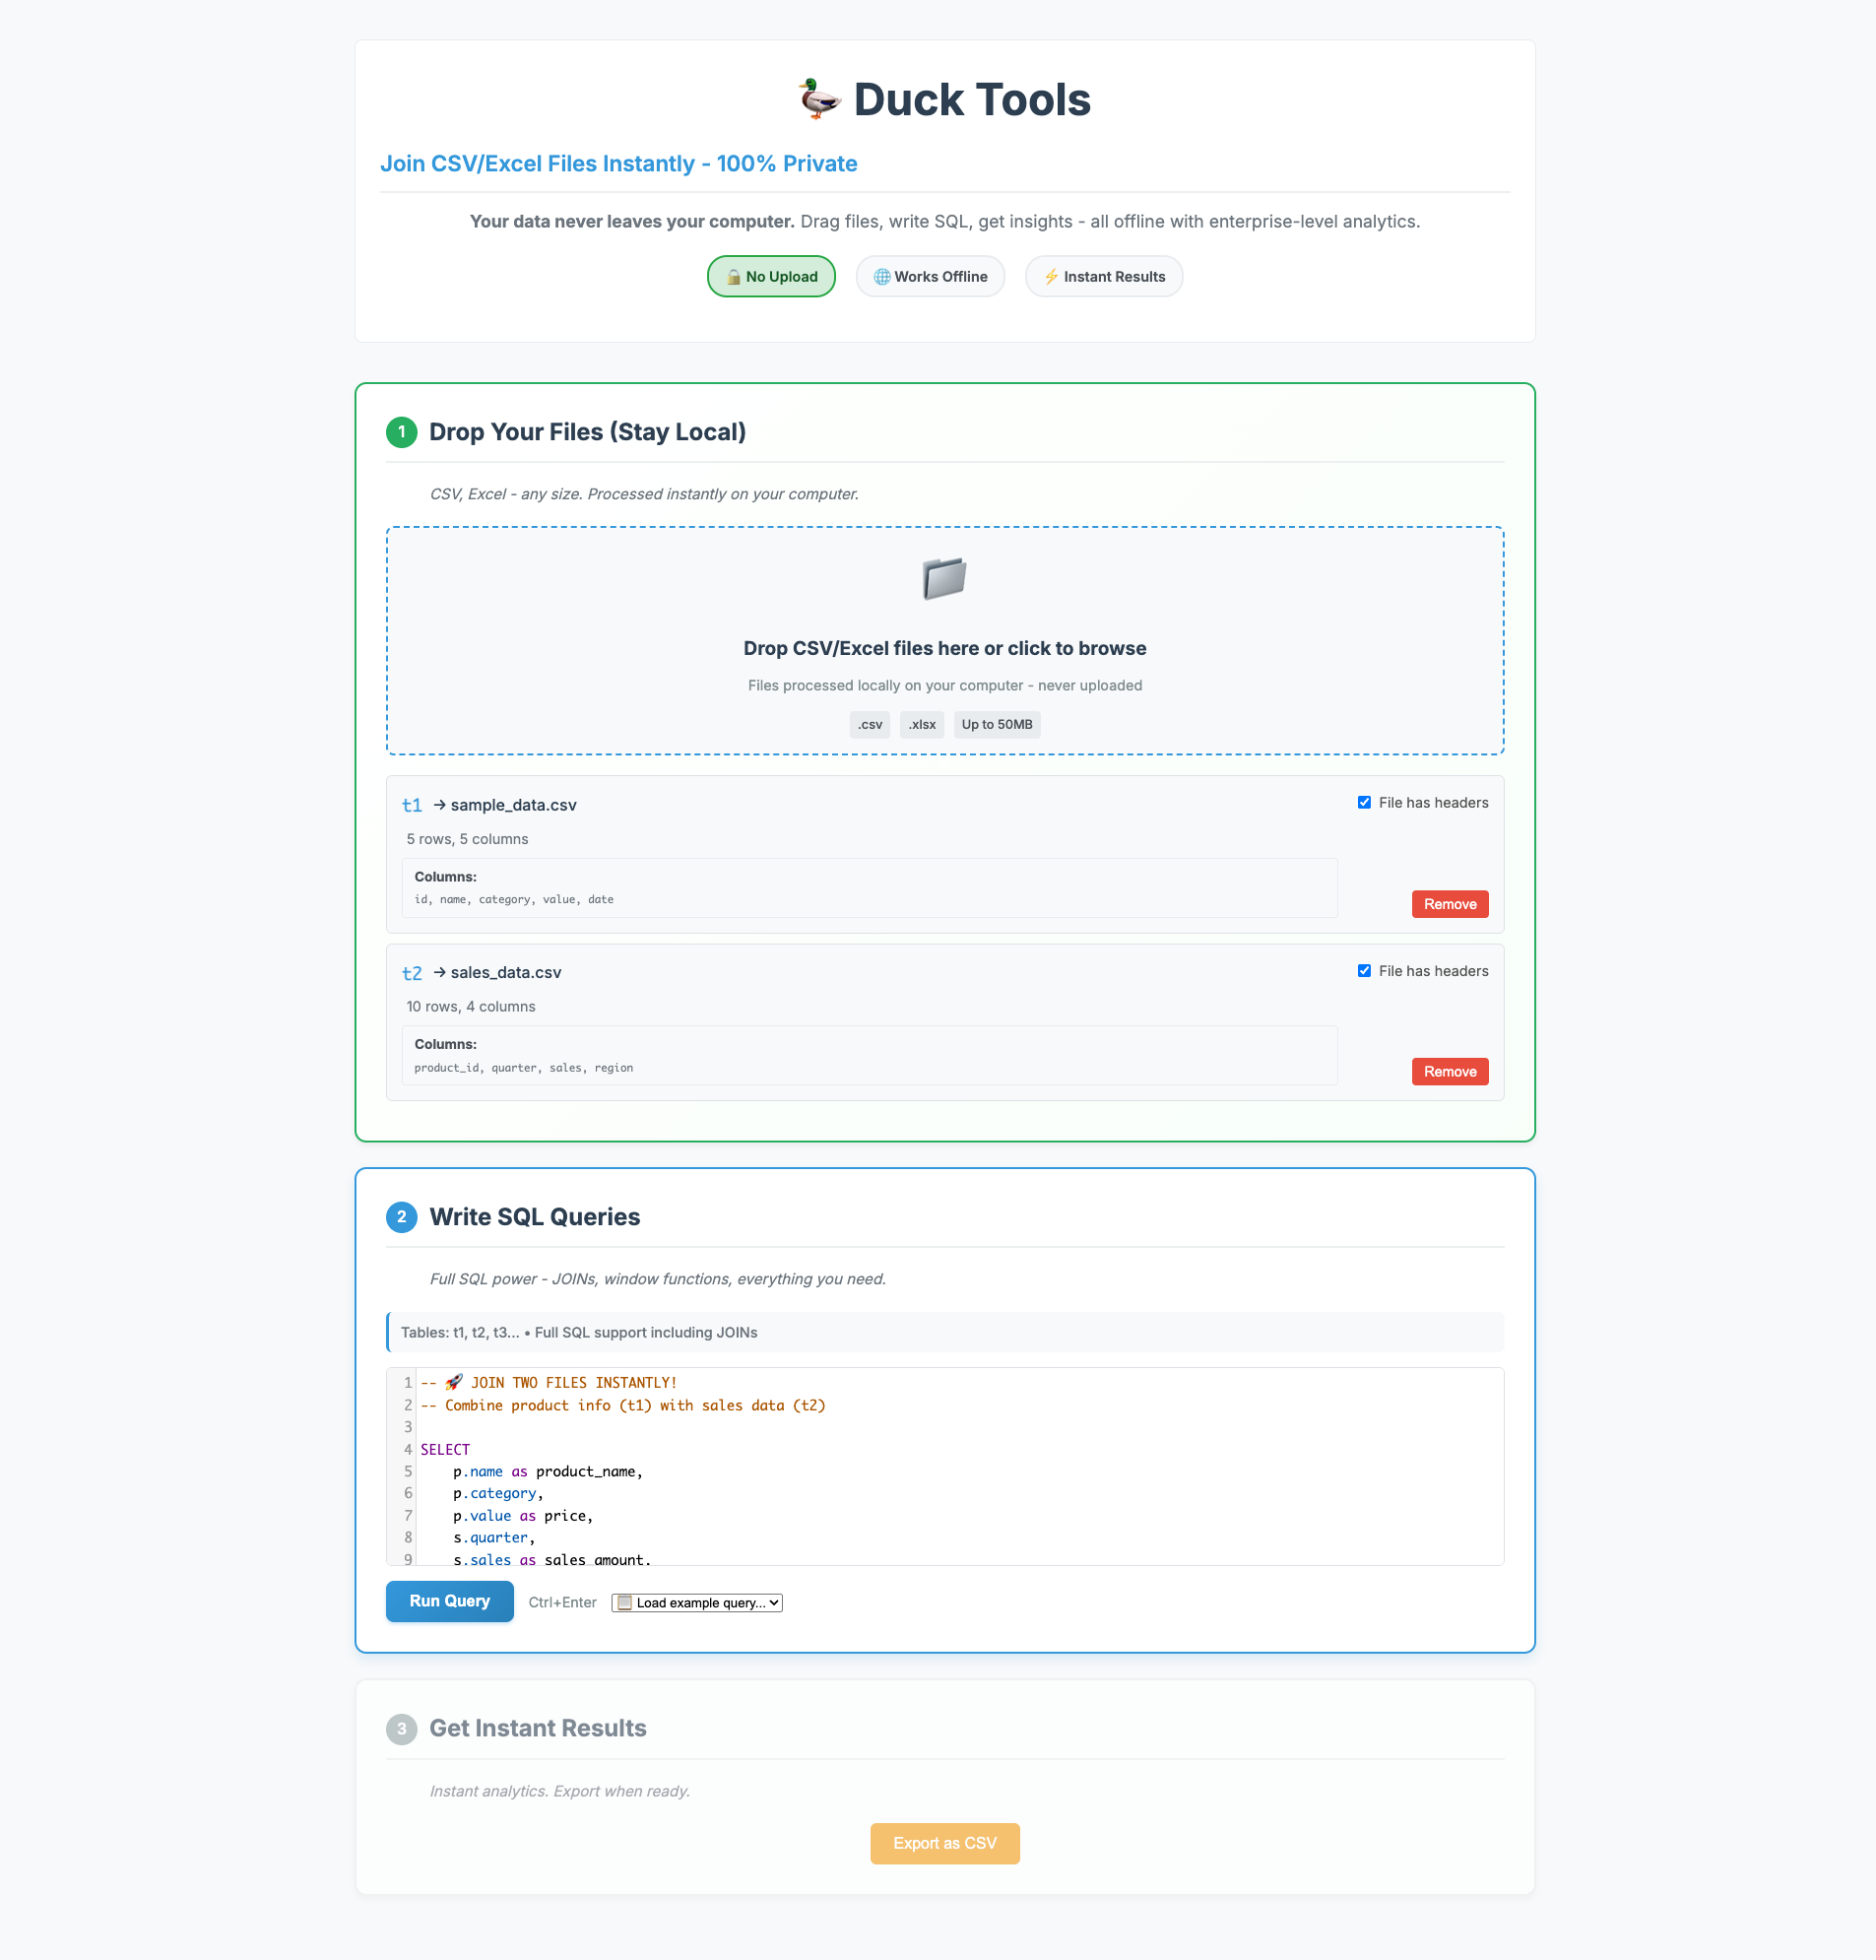 🦆 Duck Tools
Join CSV/Excel Files Instantly - 100% Private
Your data never leaves your computer. Drag files, write SQL, get insights - all offline with enterprise-level analytics.
🔒 No Upload 🌐 Works Offline ⚡ Instant Results
1 Drop Your Files (Stay Local)
CSV, Excel - any size. Processed instantly on your computer.
Drop CSV/Excel files here or click to browse
Files processed locally on your computer - never uploaded
.csv .xlsx Up to 50MB
t1 → sample_data.csv File has headers
5 rows, 5 columns
Columns:
id, name, category, value, date
Remove
t2 → sales_data.csv File has headers
10 rows, 4 columns
Columns:
product_id, quarter, sales, region
Remove
2 Write SQL Queries
Full SQL power - JOINs, window functions, everything you need.
Tables: t1, t2, t3... • Full SQL support including JOINs
1 -- 🚀 JOIN TWO FILES INSTANTLY!
2 -- Combine product info (t1) with sales data (t2)
3
4 SELECT
5 p.name as product_name,
6 p.category,
7 p.value as price,
8 s.quarter,
9 s.sales as sales_amount,
Run Query Ctrl+Enter 📋 Load example query...
3 Get Instant Results
Instant analytics. Export when ready.
Export as CSV